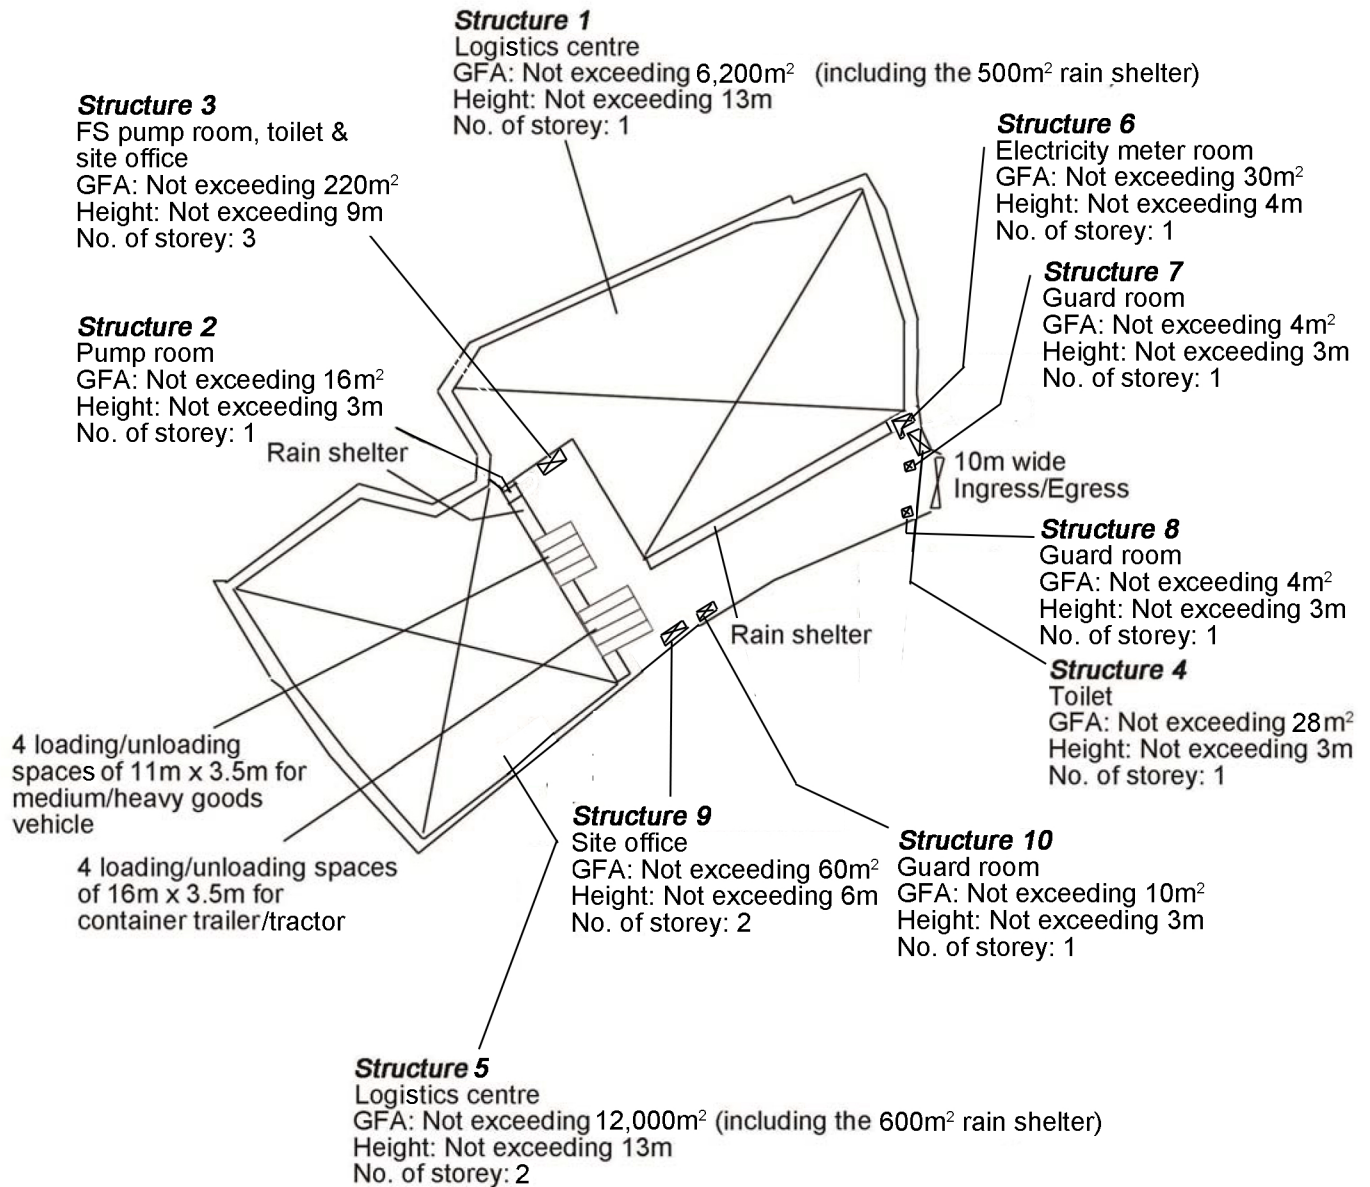 Structure 1
Logistics centre
GFA: Not exceeding 6,200m² (including the 500m² rain shelter)
Height: Not exceeding 13m
No. of storey: 1
Structure 3
FS pump room, toilet &
site office
GFA: Not exceeding 220m²
Height: Not exceeding 9m
No. of storey: 3
Structure 6
Electricity meter room
GFA: Not exceeding 30m²
Height: Not exceeding 4m
No. of storey: 1
Structure 7
Guard room
GFA: Not exceeding 4m²
Height: Not exceeding 3m
No. of storey: 1
Structure 2
Pump room
GFA: Not exceeding 16m²
Height: Not exceeding 3m
No. of storey: 1
Rain shelter
10m wide
Ingress/Egress
Structure 8
Guard room
GFA: Not exceeding 4m²
Height: Not exceeding 3m
No. of storey: 1
Rain shelter
Structure 4
Toilet
GFA: Not exceeding 28m²
Height: Not exceeding 3m
No. of storey: 1
4 loading/unloading
spaces of 11m x 3.5m for
medium/heavy goods
vehicle
4 loading/unloading spaces
of 16m x 3.5m for
container trailer/tractor
Structure 9
Site office
GFA: Not exceeding 60m²
Height: Not exceeding 6m
No. of storey: 2
Structure 10
Guard room
GFA: Not exceeding 10m²
Height: Not exceeding 3m
No. of storey: 1
Structure 5
Logistics centre
GFA: Not exceeding 12,000m² (including the 600m² rain shelter)
Height: Not exceeding 13m
No. of storey: 2